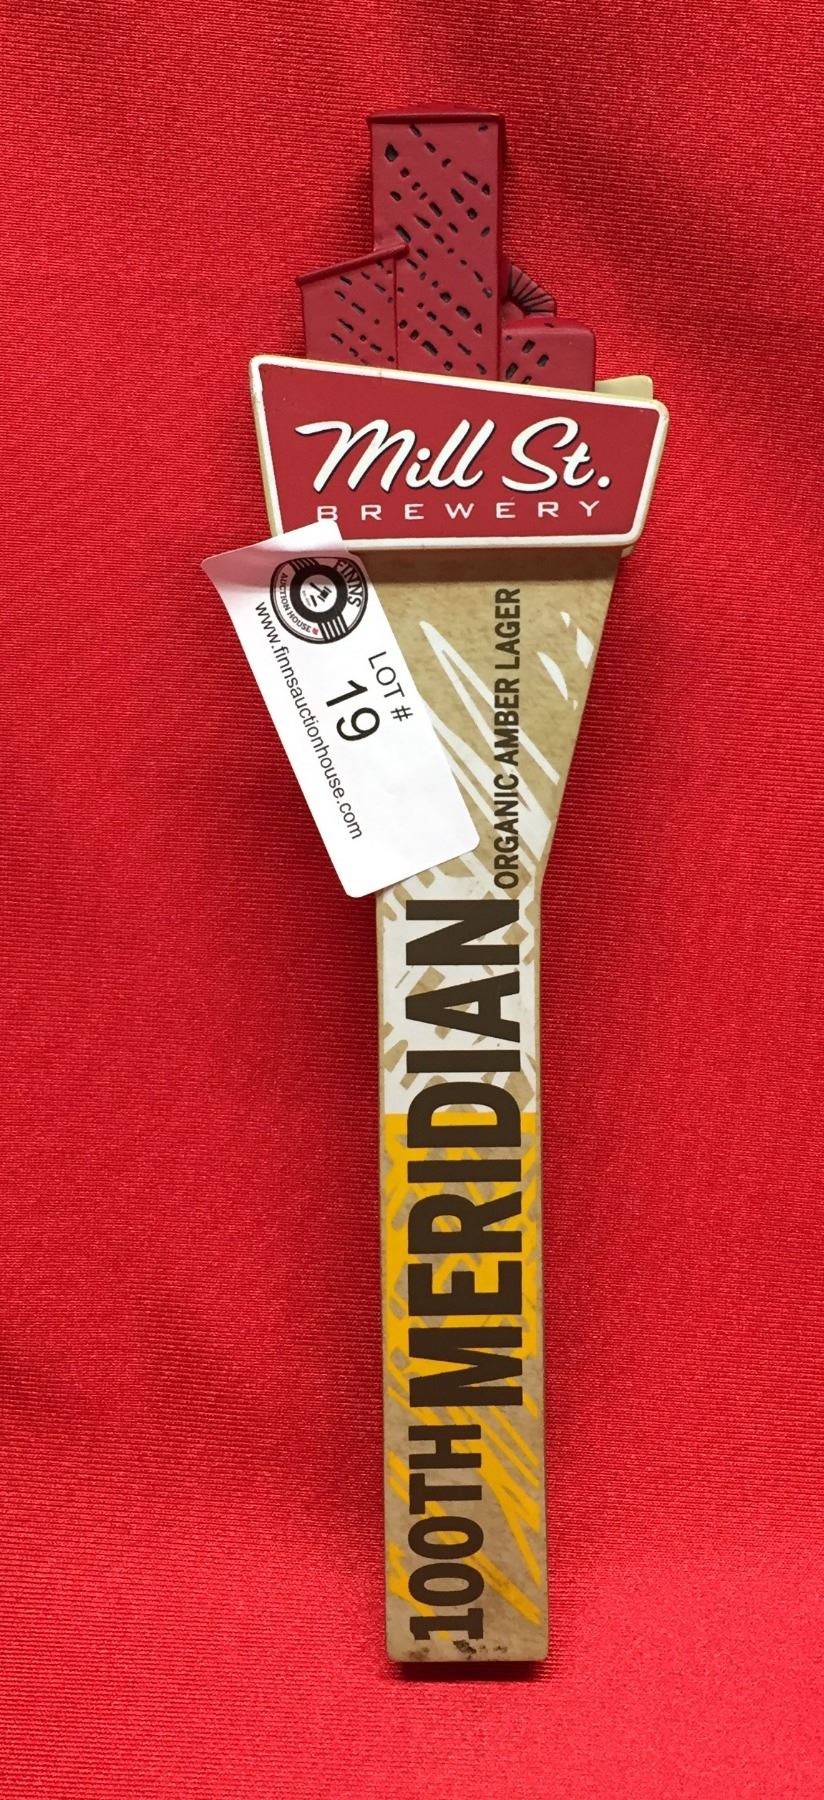 Mill St.
BREWERY
FINNS
AUCTION HOUSE
www.finnsauctionhouse.com
LOT #
19
ORGANIC AMBER LAGER
100TH MERIDIAN